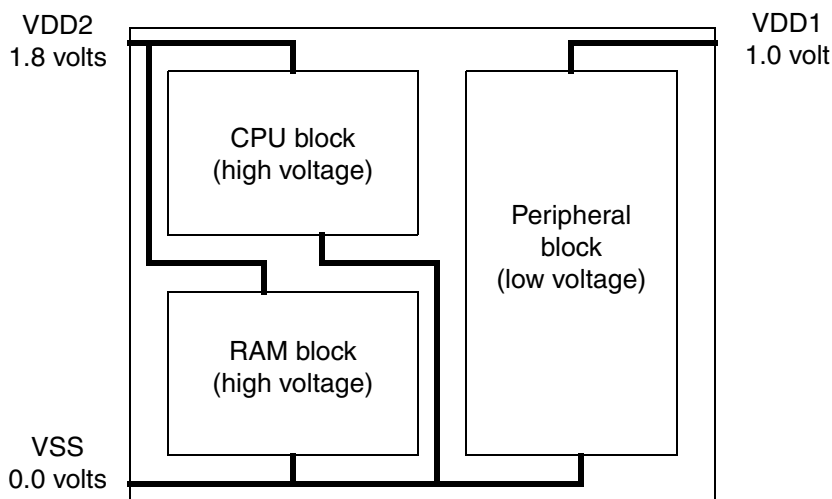 VDD2
1.8 volts
VDD1
1.0 volt
CPU block
(high voltage)
Peripheral
block
(low voltage)
RAM block
(high voltage)
VSS
0.0 volts